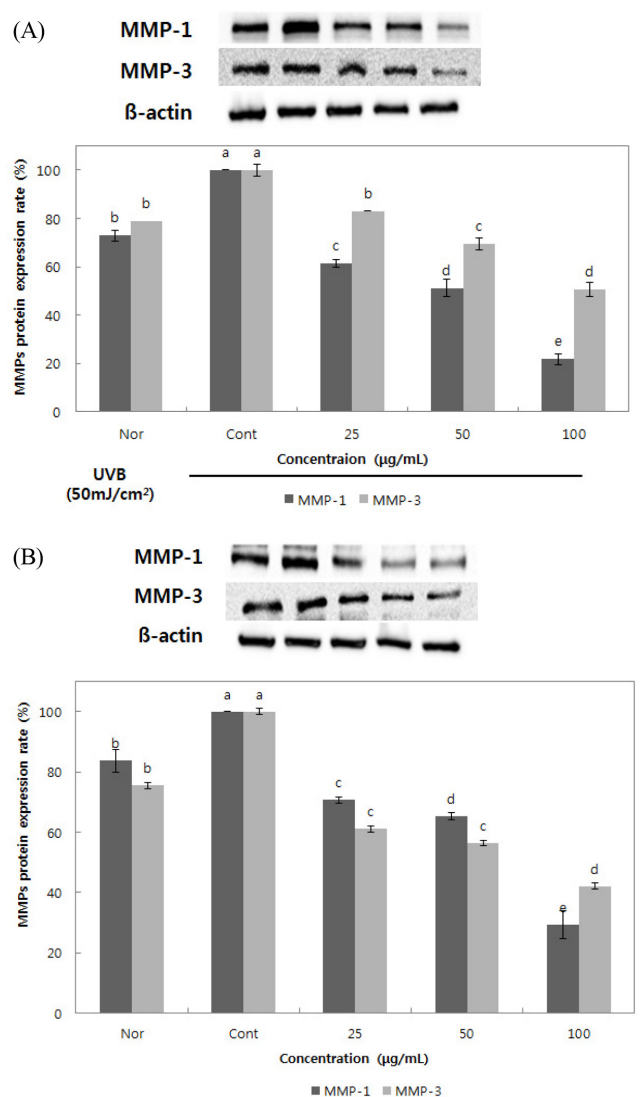 (A)
MMP-1
MMP-3
ß-actin
MMPs protein expression rate (%)
100
80
60
40
20
0
b b a a c b d c e d
Nor Cont 25 50 100
Concentraion (μg/mL)
UVB
(50mJ/cm²)
MMP-1 MMP-3
(B)
MMP-1
MMP-3
ß-actin
MMPs protein expression rate (%)
100
80
60
40
20
0
b b a a c c d c e d
Nor Cont 25 50 100
Concentration (μg/mL)
MMP-1 MMP-3